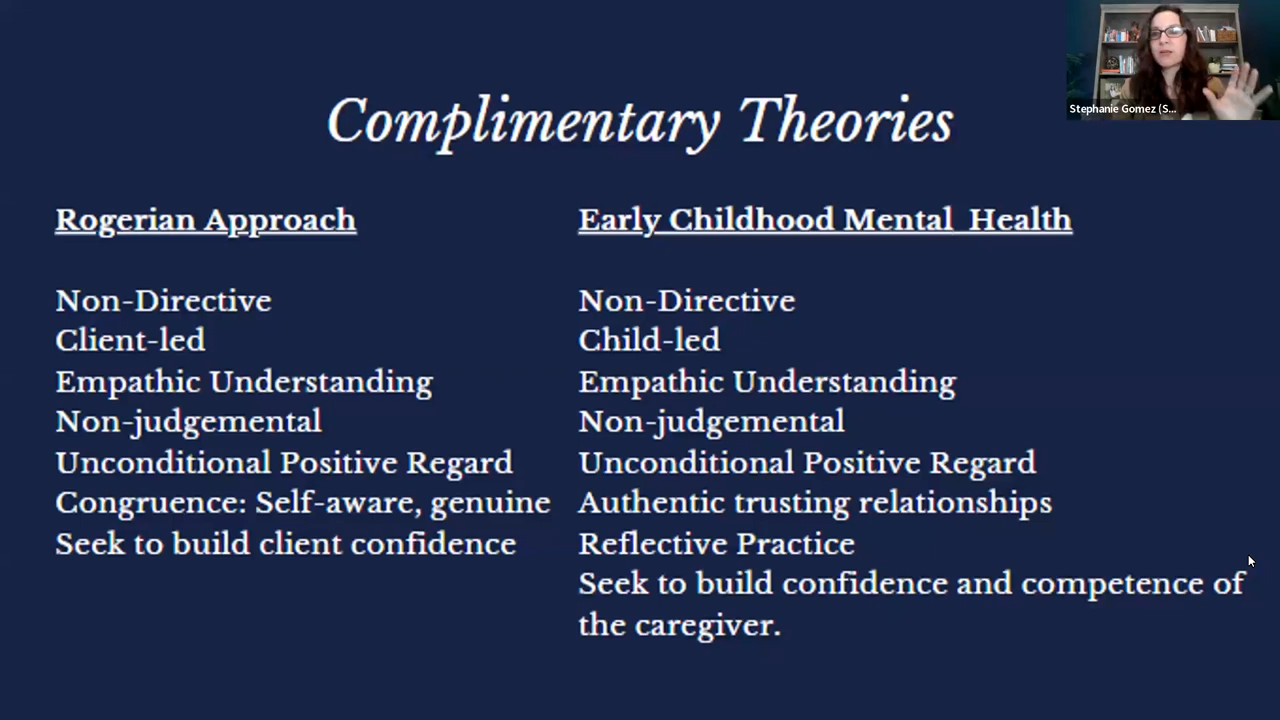 Stephanie Gomez (S...
Complimentary Theories
Rogerian Approach
Non-Directive
Client-led
Empathic Understanding
Non-judgemental
Unconditional Positive Regard
Congruence: Self-aware, genuine
Seek to build client confidence
Early Childhood Mental  Health
Non-Directive
Child-led
Empathic Understanding
Non-judgemental
Unconditional Positive Regard
Authentic trusting relationships
Reflective Practice
Seek to build confidence and competence of
the caregiver.